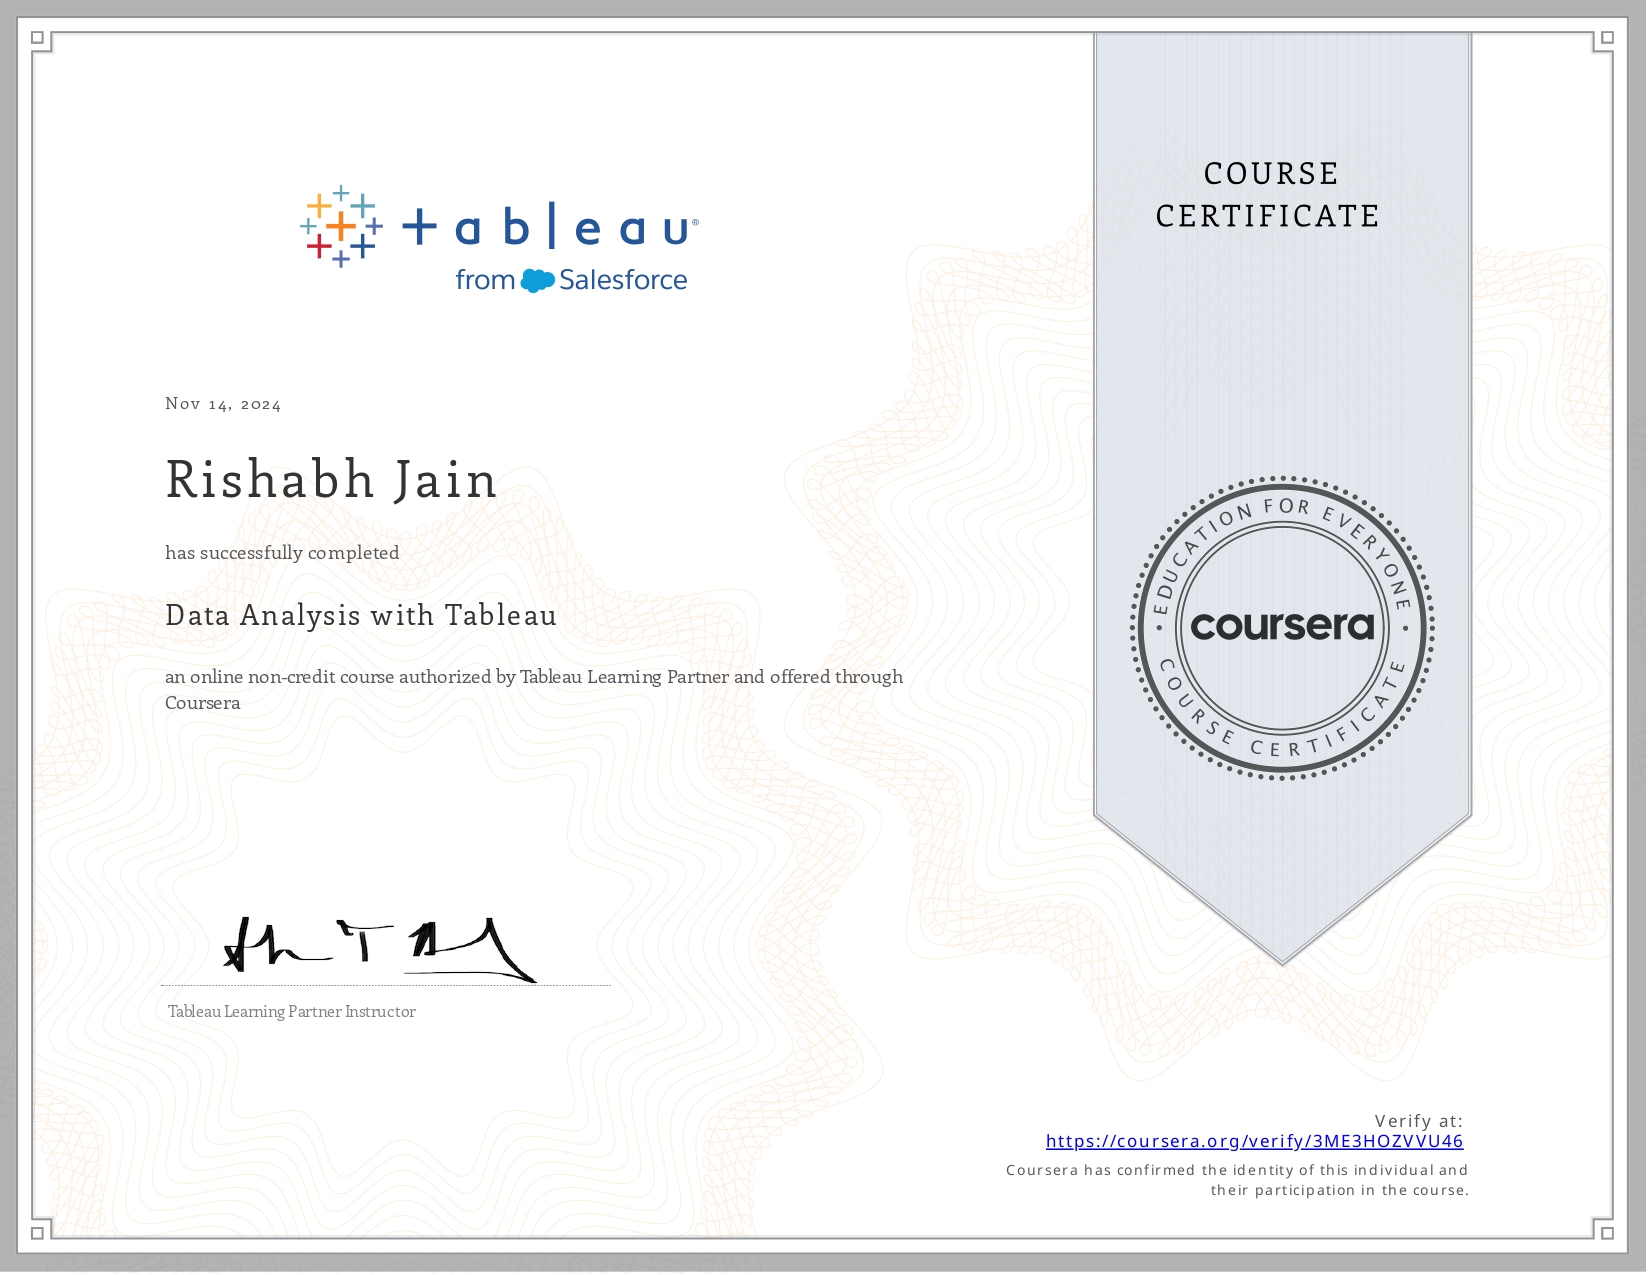 tableau®
from Salesforce
COURSE
CERTIFICATE
Nov 14, 2024
Rishabh Jain
has successfully completed
Data Analysis with Tableau
an online non-credit course authorized by Tableau Learning Partner and offered through
Coursera
EDUCATION FOR EVERYONE
coursera
COURSE CERTIFICATE
Tableau Learning Partner Instructor
Verify at:
https://coursera.org/verify/3ME3HOZVVU46
Coursera has confirmed the identity of this individual and
their participation in the course.